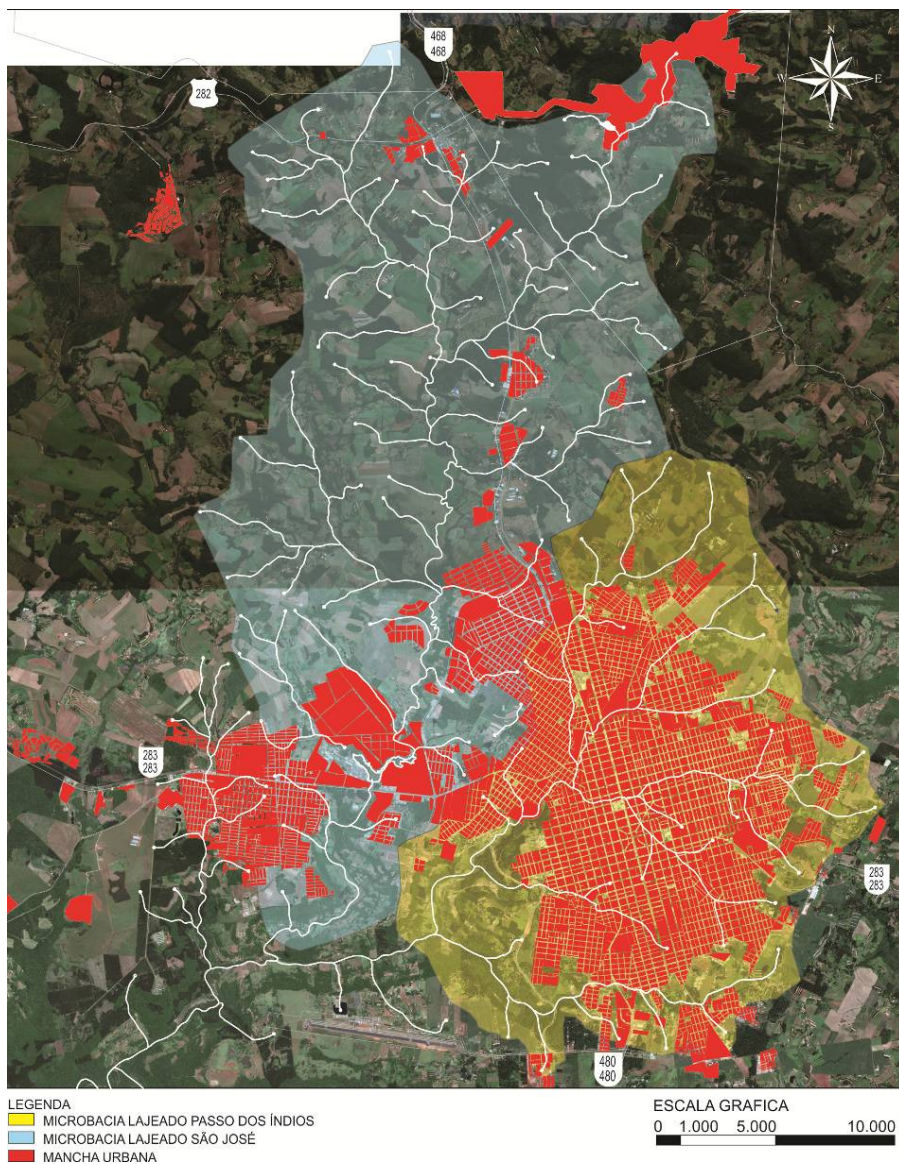 468
468
282
N
W
E
S
283
283
283
283
480
480
LEGENDA
MICROBACIA LAJEADO PASSO DOS ÍNDIOS
MICROBACIA LAJEADO SÃO JOSÉ
MANCHA URBANA
ESCALA GRAFICA
0 1.000 5.000 10.000